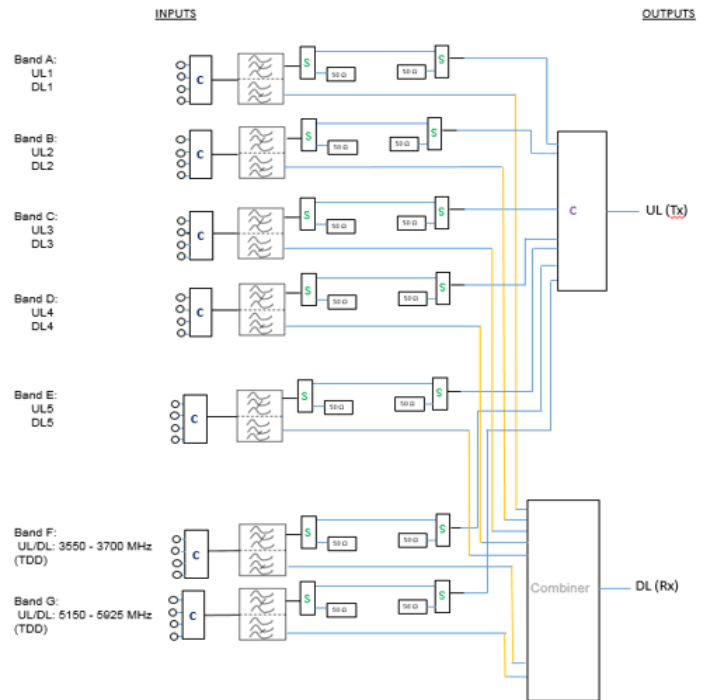 INPUTS
OUTPUTS
Band A:
UL1
DL1
C
S
50 Ω
50 Ω
S
Band B:
UL2
DL2
C
S
50 Ω
50 Ω
S
Band C:
UL3
DL3
C
S
50 Ω
50 Ω
S
C
UL (Tx)
Band D:
UL4
DL4
C
S
50 Ω
50 Ω
S
Band E:
UL5
DL5
C
S
50 Ω
50 Ω
S
Band F:
UL/DL: 3550 - 3700 MHz
(TDD)
C
S
50 Ω
50 Ω
S
Combiner
DL (Rx)
Band G:
UL/DL: 5150 - 5925 MHz
(TDD)
C
S
50 Ω
50 Ω
S